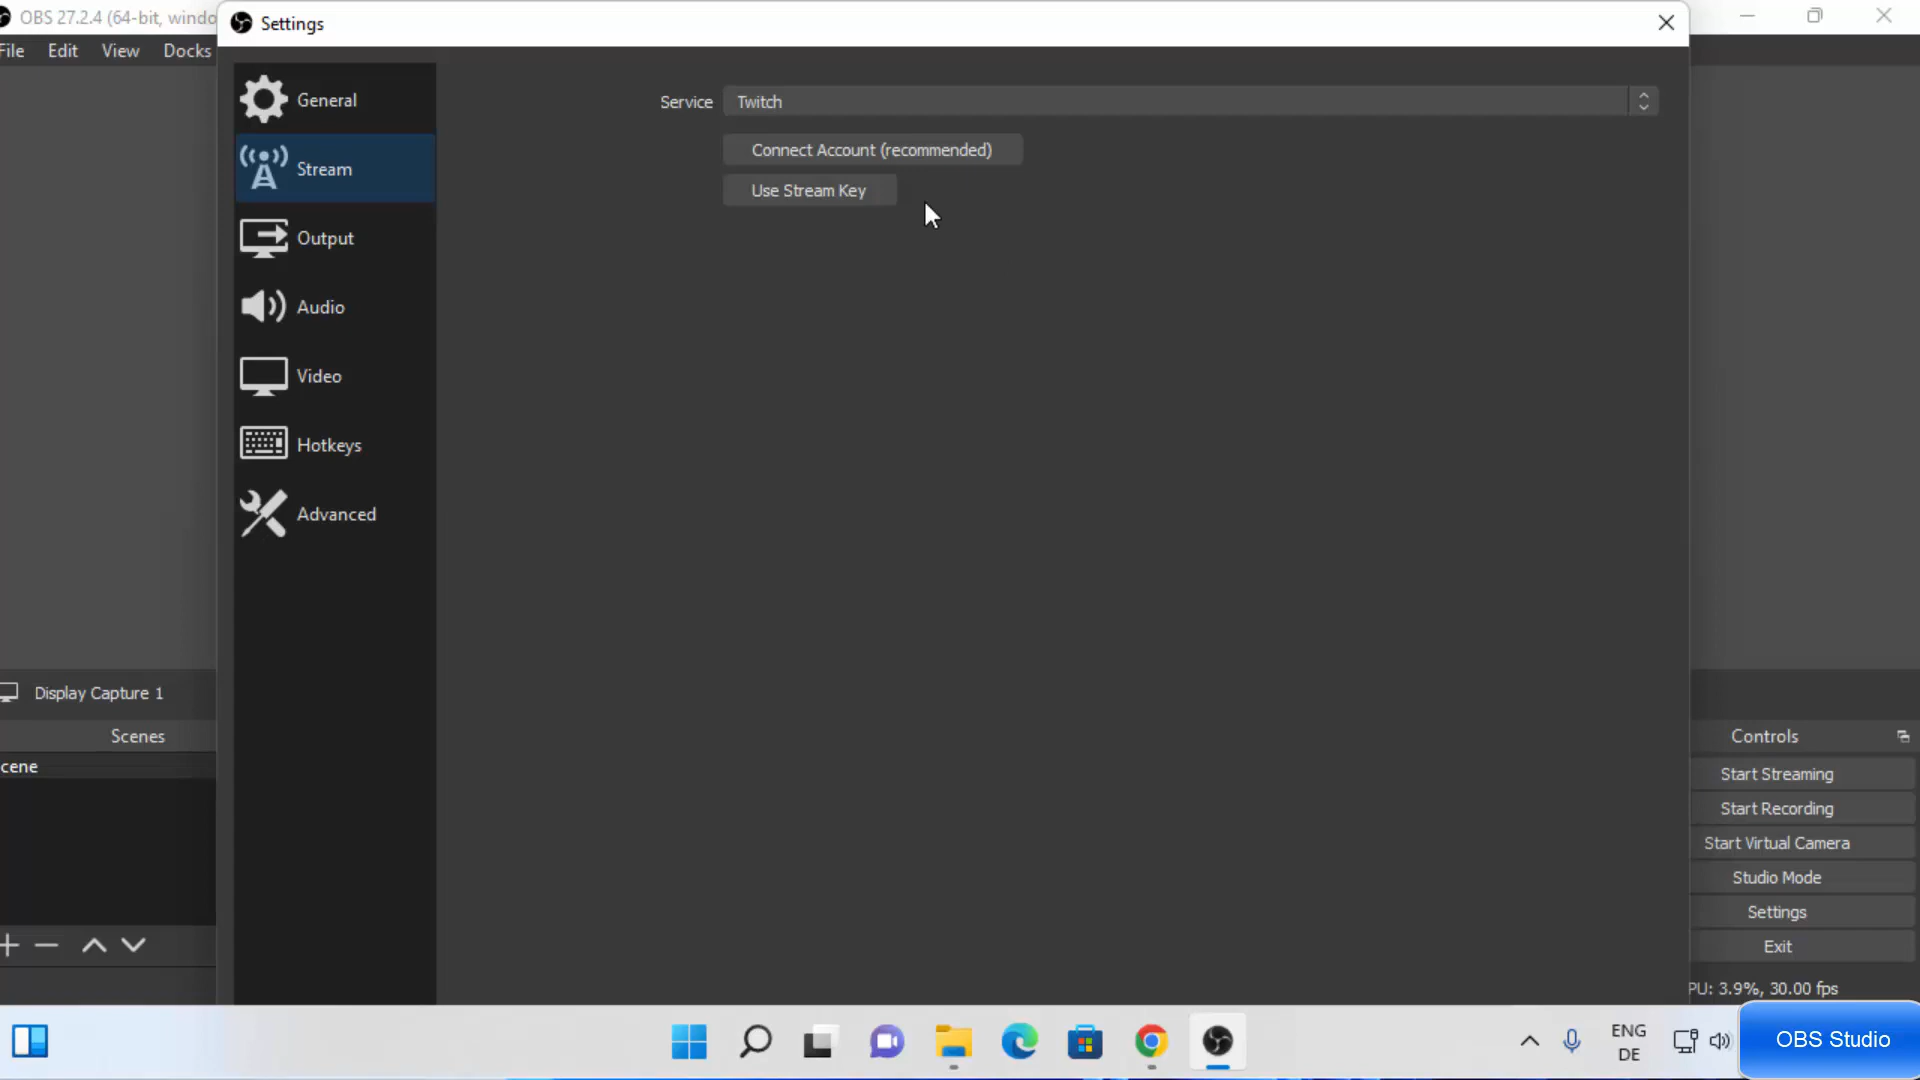 OBS 27.2.4 (64-bit, windo
Settings
File
Edit
View
Docks
General
Stream
Output
Audio
Video
Hotkeys
Advanced
Service
Twitch
Connect Account (recommended)
Use Stream Key
Display Capture 1
Scenes
cene
Controls
Start Streaming
Start Recording
Start Virtual Camera
Studio Mode
Settings
Exit
PU: 3.9%, 30.00 fps
ENG
DE
OBS Studio